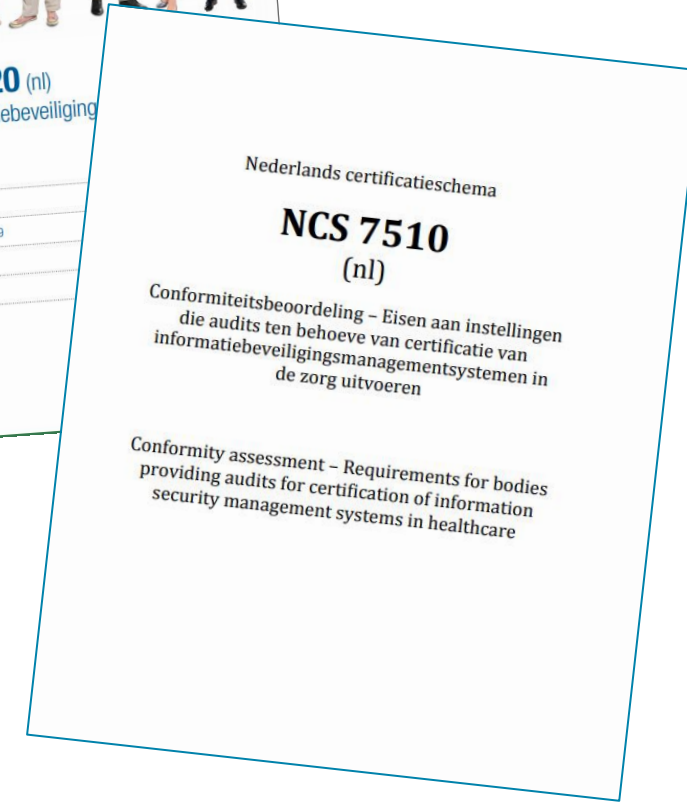 20 (nl)
ebeveiliging
9
Nederlands certificatieschema
NCS 7510
(nl)
Conformiteitsbeoordeling – Eisen aan instellingen
die audits ten behoeve van certificatie van
informatiebeveiligingsmanagementsystemen in
de zorg uitvoeren
Conformity assessment – Requirements for bodies
providing audits for certification of information
security management systems in healthcare